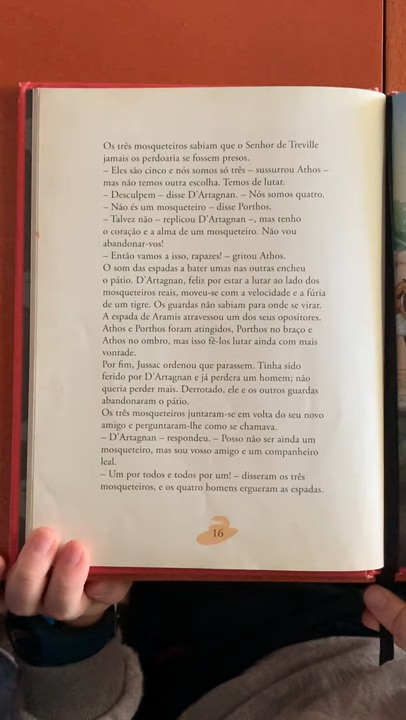 Os três mosqueteiros sabiam que o Senhor de Treville
jamais os perdoaria se fossem presos.
– Eles são cinco e nós somos só três – sussurrou Athos –
mas não temos outra escolha. Temos de lutar.
– Desculpem – disse D'Artagnan. – Nós somos quatro.
– Não és um mosqueteiro – disse Porthos.
– Talvez não – replicou D'Artagnan –, mas tenho
o coração e a alma de um mosqueteiro. Não vou
abandonar-vos!
– Então vamos a isso, rapazes! – gritou Athos.
O som das espadas a bater umas nas outras encheu
o pátio. D'Artagnan, feliz por estar a lutar ao lado dos
mosqueteiros reais, moveu-se com a velocidade e a fúria
de um tigre. Os guardas não sabiam para onde se virar.
A espada de Aramis atravessou um dos seus opositores.
Athos e Porthos foram atingidos, Porthos no braço e
Athos no ombro, mas isso fê-los lutar ainda com mais
vontade.
Por fim, Jussac ordenou que parassem. Tinha sido
ferido por D'Artagnan e já perdera um homem; não
queria perder mais. Derrotado, ele e os outros guardas
abandonaram o pátio.
Os três mosqueteiros juntaram-se em volta do seu novo
amigo e perguntaram-lhe como se chamava.
– D'Artagnan – respondeu. – Posso não ser ainda um
mosqueteiro, mas sou vosso amigo e um companheiro
leal.
– Um por todos e todos por um! – disseram os três
mosqueteiros, e os quatro homens ergueram as espadas.
16